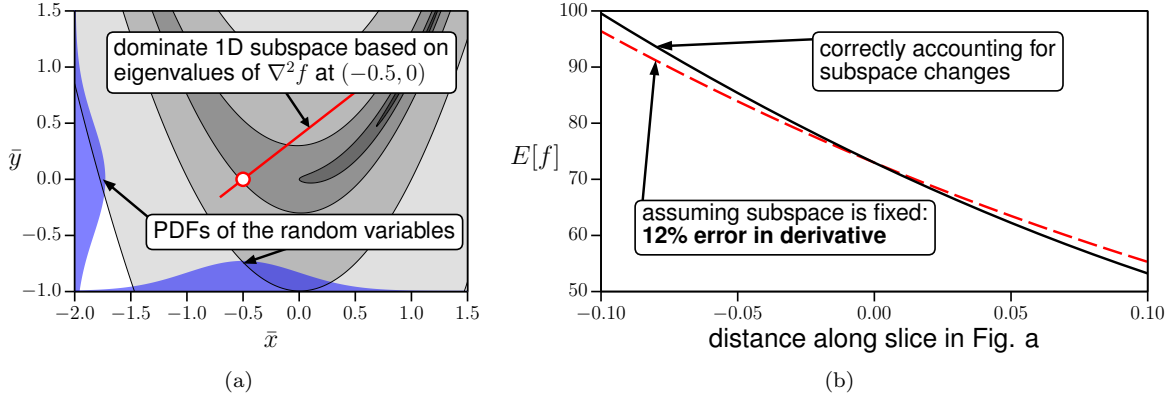 1.5
1.0
0.5
0.0
−0.5
−1.0
ȳ
dominate 1D subspace based on
eigenvalues of ∇²f at (−0.5, 0)
PDFs of the random variables
−2.0 −1.5 −1.0 −0.5 0.0 0.5 1.0 1.5
x̄
(a)
100
90
80
70
60
50
E[f]
correctly accounting for
subspace changes
assuming subspace is fixed:
12% error in derivative
−0.10 −0.05 0.00 0.05 0.10
distance along slice in Fig. a
(b)